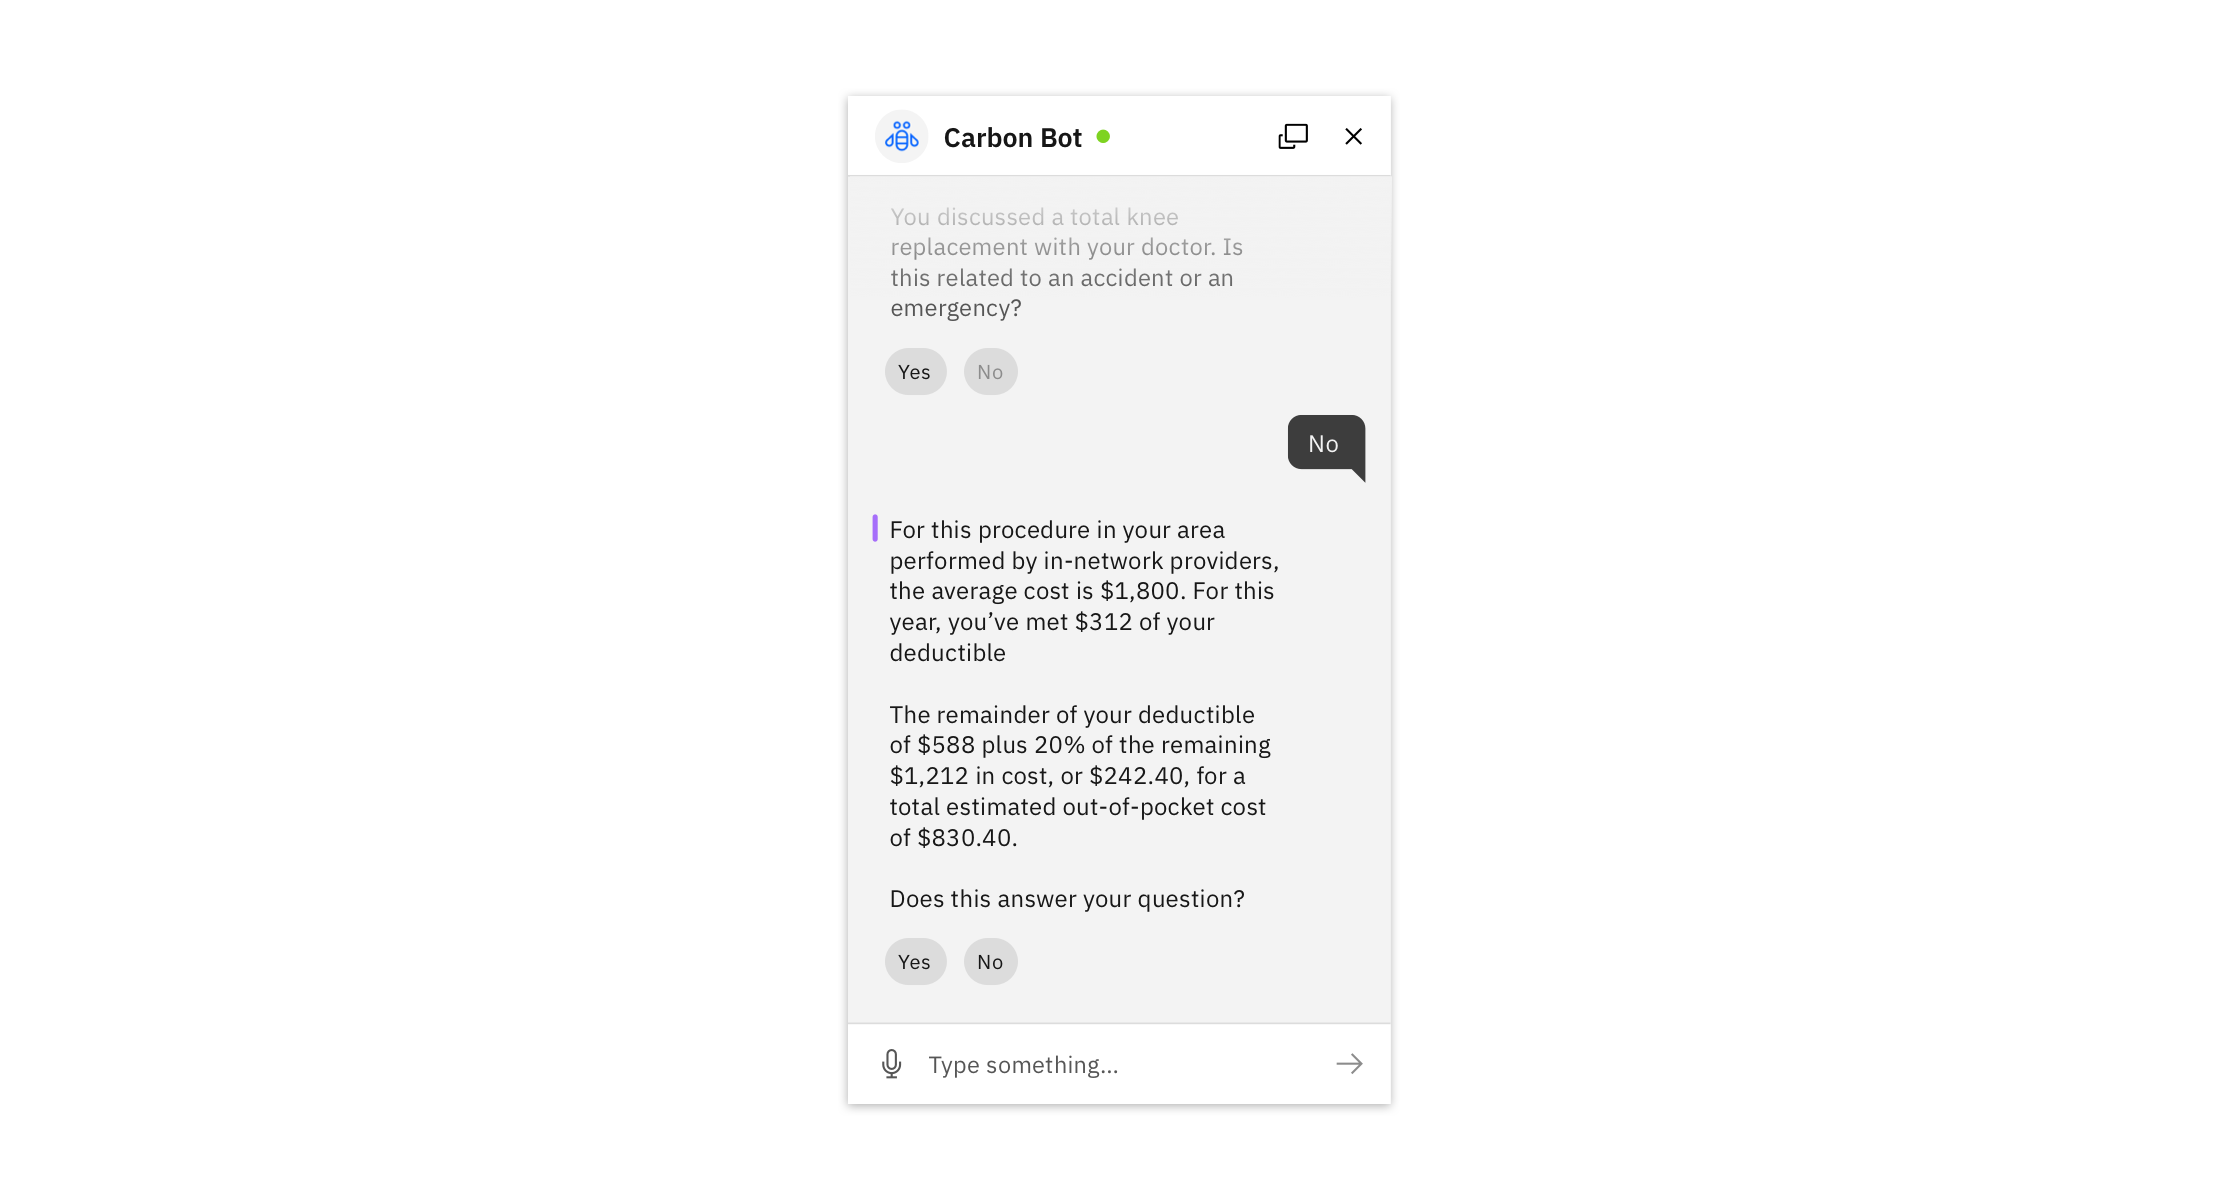 Carbon Bot
You discussed a total knee
replacement with your doctor. Is
this related to an accident or an
emergency?
Yes No
No
For this procedure in your area
performed by in-network providers,
the average cost is $1,800. For this
year, you’ve met $312 of your
deductible
The remainder of your deductible
of $588 plus 20% of the remaining
$1,212 in cost, or $242.40, for a
total estimated out-of-pocket cost
of $830.40.
Does this answer your question?
Yes No
Type something...